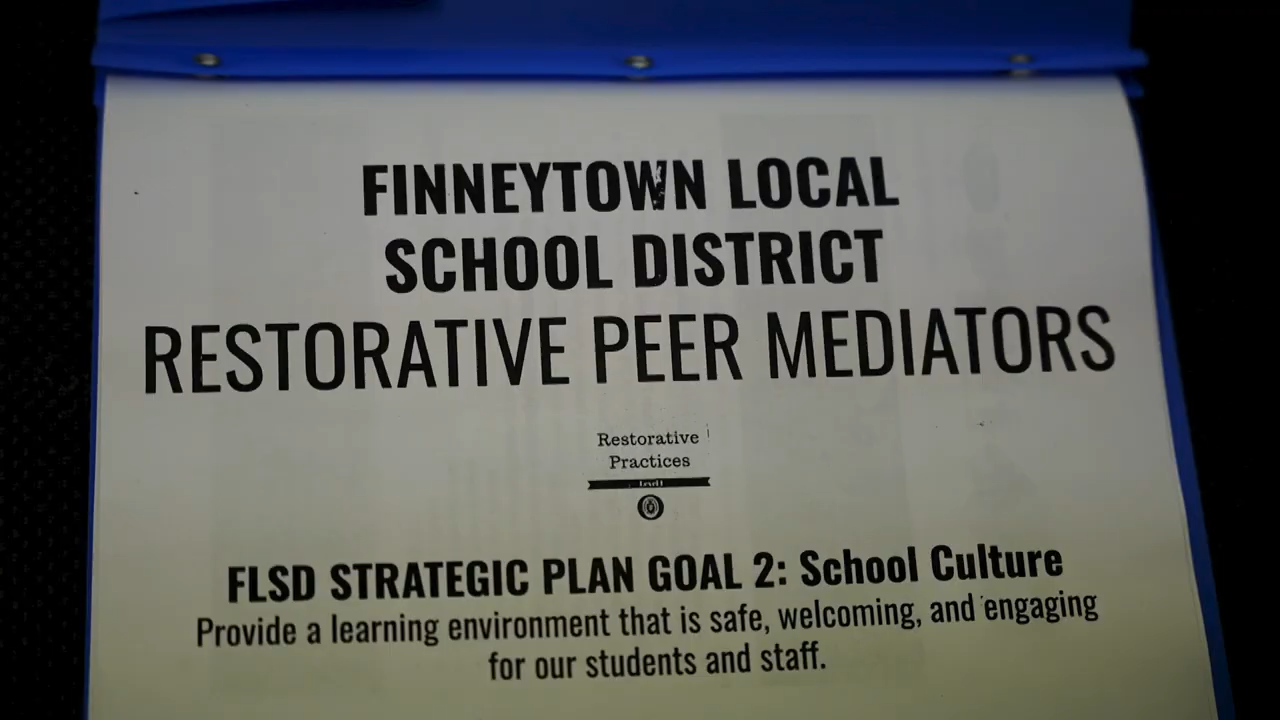 FINNEYTOWN LOCAL
SCHOOL DISTRICT
RESTORATIVE PEER MEDIATORS
Restorative
Practices
FLSD STRATEGIC PLAN GOAL 2: School Culture
Provide a learning environment that is safe, welcoming, and engaging
for our students and staff.